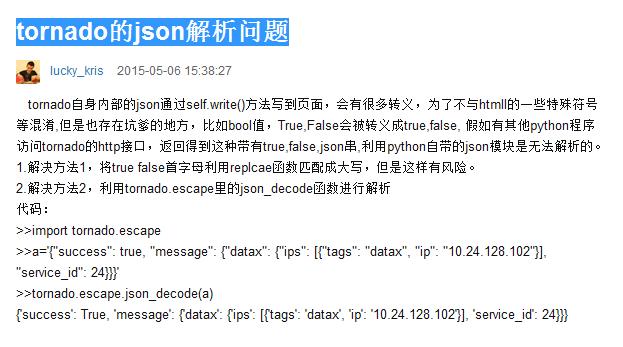 tornado的json解析问题
lucky_kris 2015-05-06 15:38:27
tornado自身内部的json通过self.write()方法写到页面，会有很多转义，为了不与htmll的一些特殊符号
等混淆,但是也存在坑爹的地方，比如bool值，True,False会被转义成true,false, 假如有其他python程序
访问tornado的http接口，返回得到这种带有true,false,json串,利用python自带的json模块是无法解析的。
1.解决方法1，将true false首字母利用replcae函数匹配成大写，但是这样有风险。
2.解决方法2，利用tornado.escape里的json_decode函数进行解析
代码：
>>import tornado.escape
>>a='{"success": true, "message": {"datax": {"ips": [{"tags": "datax", "ip": "10.24.128.102"}],
"service_id": 24}}}'
>>tornado.escape.json_decode(a)
{'success': True, 'message': {'datax': {'ips': [{'tags': 'datax', 'ip': '10.24.128.102'}], 'service_id': 24}}}